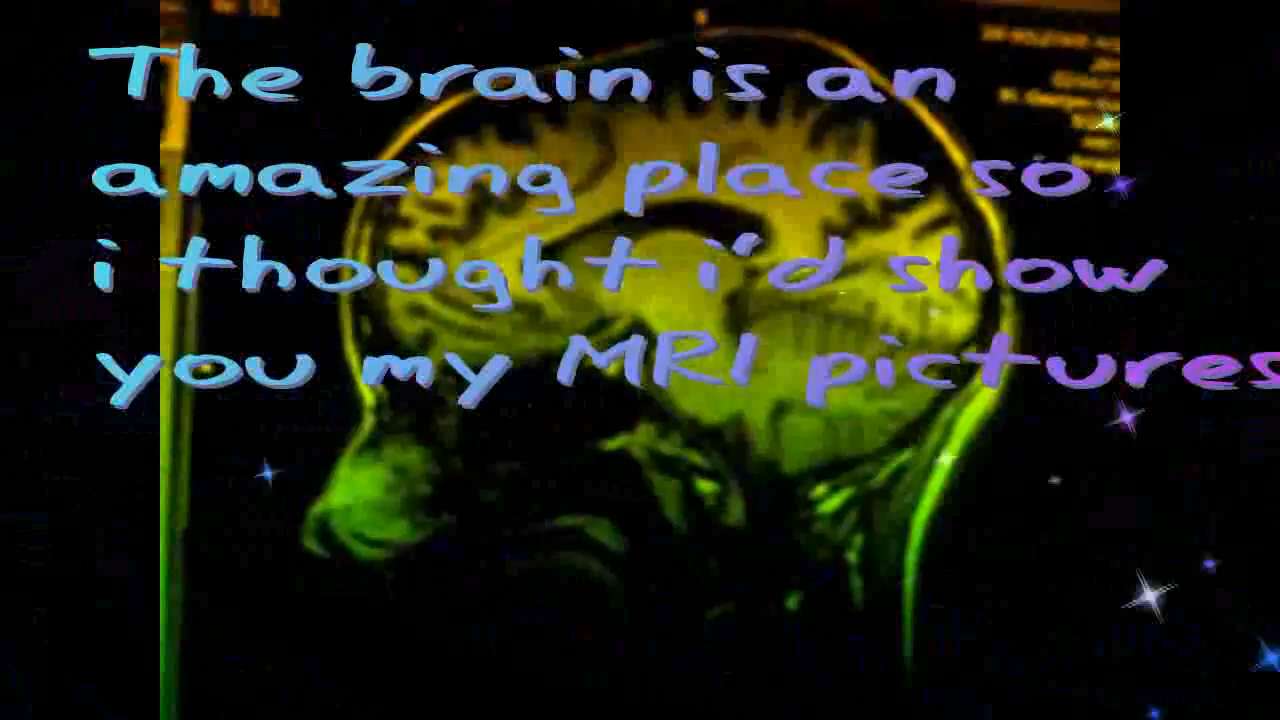 The brain is an
amazing place so
i thought i'd show
you my MRI pictures